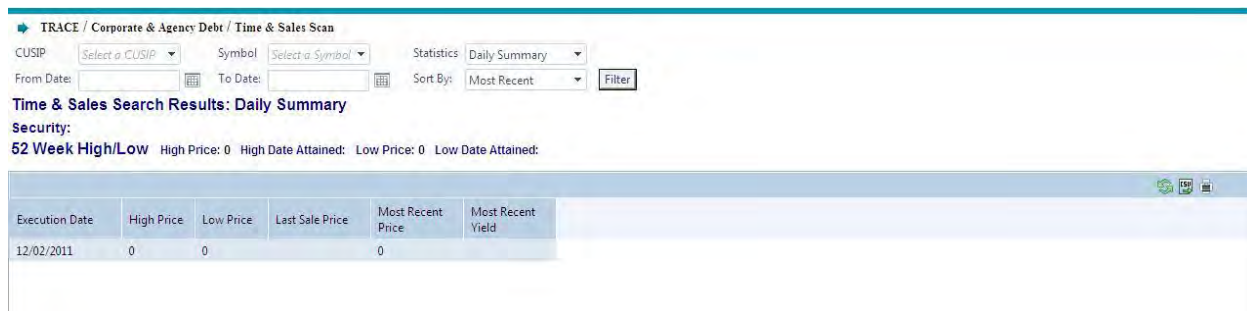 TRACE / Corporate & Agency Debt / Time & Sales Scan
CUSIP Select a CUSIP Symbol Select a Symbol Statistics Daily Summary
From Date: To Date: Sort By: Most Recent Filter
Time & Sales Search Results: Daily Summary
Security:
52 Week High/Low High Price: 0 High Date Attained: Low Price: 0 Low Date Attained:
Execution Date High Price Low Price Last Sale Price Most Recent Price Most Recent Yield
12/02/2011 0 0 0